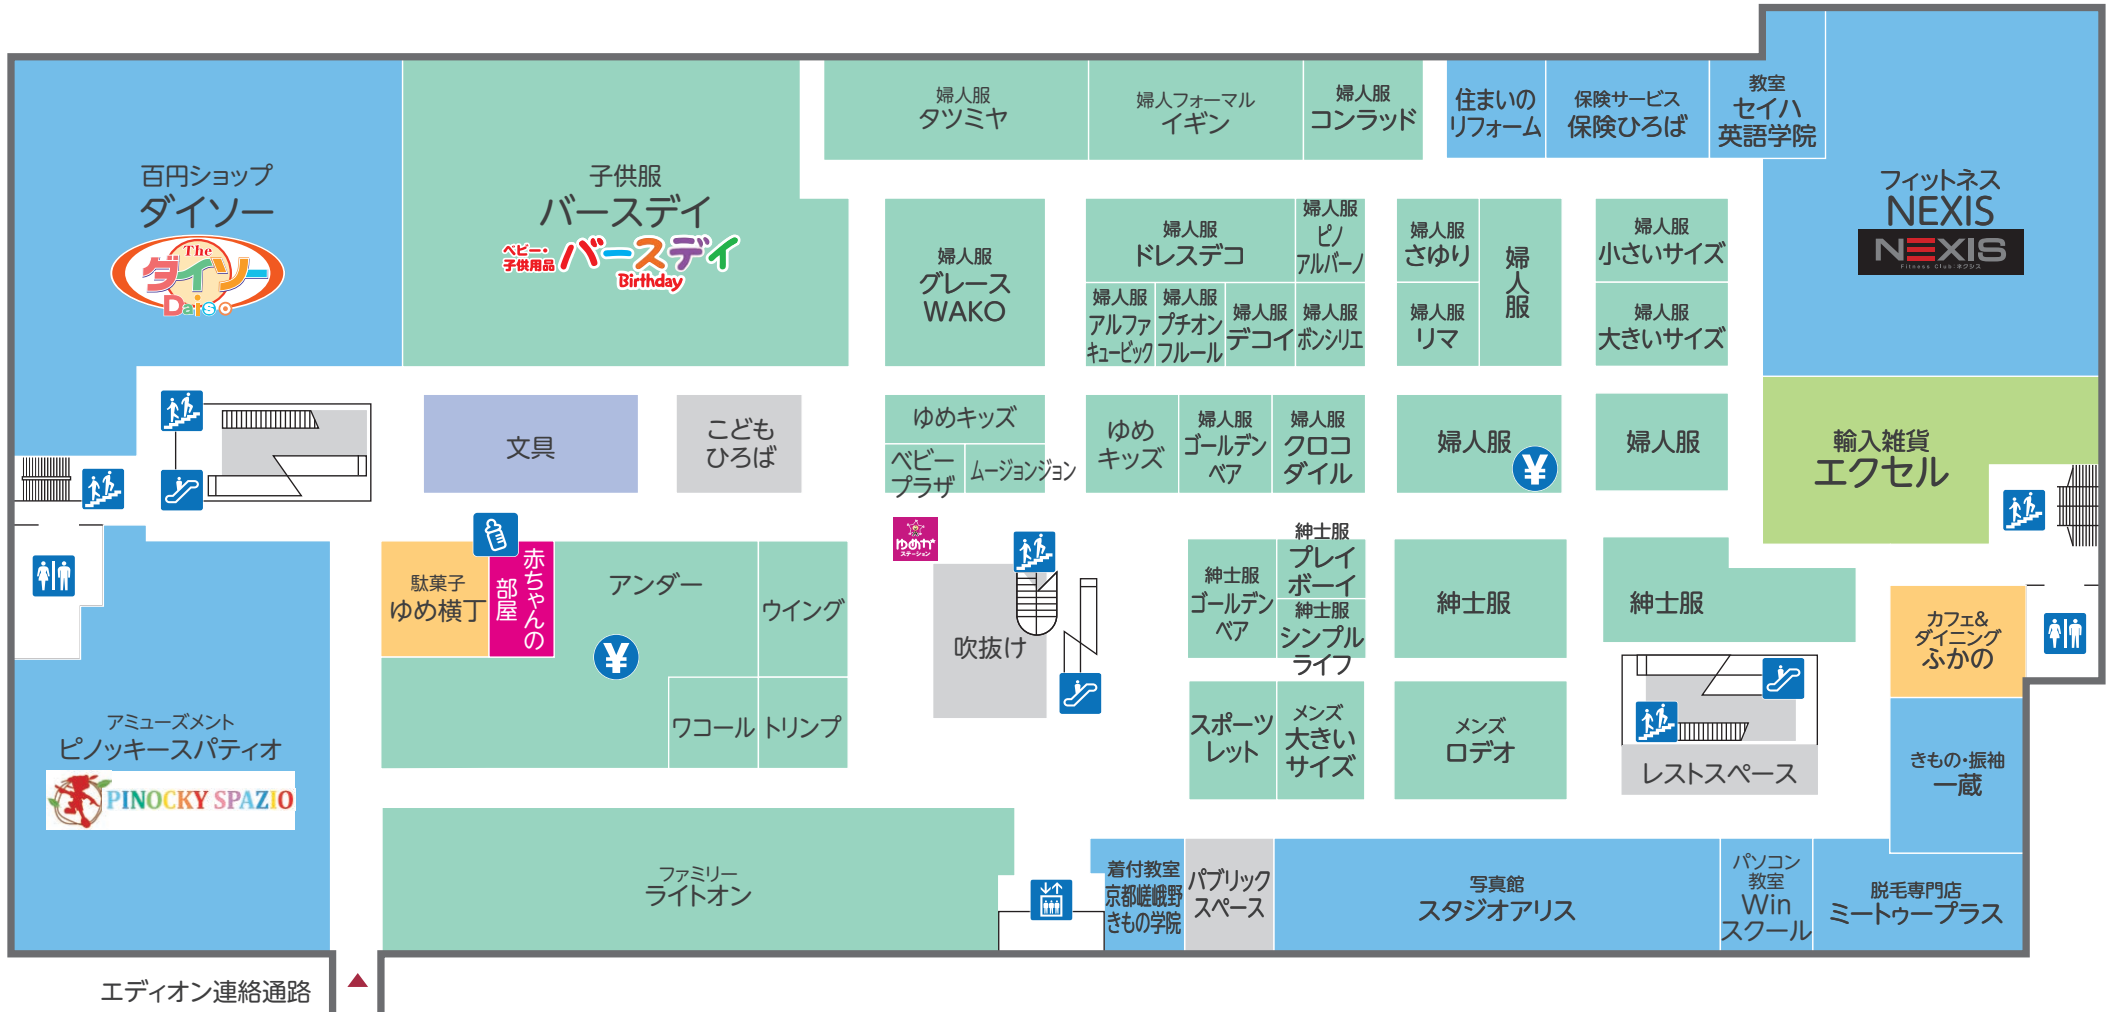 百円ショップ
ダイソー
The
ダイソー
Daiso
子供服
バースデイ
ベビー・
子供用品
バースデイ
Birthday
婦人服
タツミヤ
婦人フォーマル
イギン
婦人服
コンラッド
住まいの
リフォーム
保険サービス
保険ひろば
教室
セイハ
英語学院
フィットネス
NEXIS
NEXIS
Fitness Club:ネクシス
婦人服
グレース
WAKO
婦人服
ドレスデコ
婦人服
ピノ
アルバーノ
婦人服
アルファ
キュービック
婦人服
プチオン
フルール
婦人服
デコイ
婦人服
ボンシリエ
婦人服
さゆり
婦人服
リマ
婦人服
婦人服
小さいサイズ
婦人服
大きいサイズ
文具
こども
ひろば
ゆめキッズ
ベビー
プラザ
ムージョンジョン
ゆめ
キッズ
婦人服
ゴールデン
ベア
婦人服
クロコ
ダイル
婦人服
¥
婦人服
輸入雑貨
エクセル
駄菓子
ゆめ横丁
赤ちゃんの
部屋
アンダー
¥
ウイング
ワコール
トリンプ
ゆめか
ステーション
吹抜け
紳士服
ゴールデン
ベア
紳士服
プレイ
ボーイ
紳士服
シンプル
ライフ
紳士服
紳士服
カフェ&
ダイニング
ふかの
アミューズメント
ピノッキースパティオ
PINOCKY SPAZIO
スポーツ
レット
メンズ
大きい
サイズ
メンズ
ロデオ
レストスペース
きもの・振袖
一蔵
ファミリー
ライトオン
着付教室
京都嵯峨野
きもの学院
パブリック
スペース
写真館
スタジオアリス
パソコン
教室
Win
スクール
脱毛専門店
ミートゥープラス
エディオン連絡通路